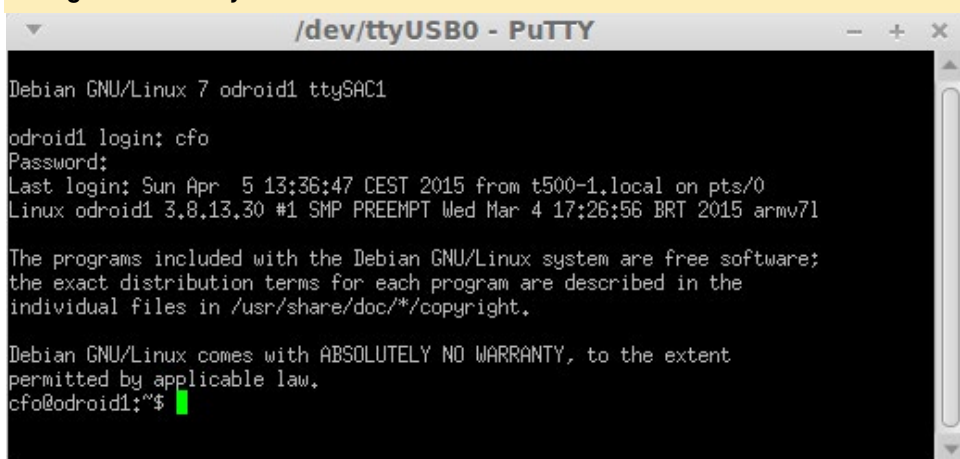 /dev/ttyUSB0 - PuTTY
Debian GNU/Linux 7 odroid1 ttySAC1
odroid1 login: cfo
Password:
Last login: Sun Apr  5 13:36:47 CEST 2015 from t500-1.local on pts/0
Linux odroid1 3.8.13.30 #1 SMP PREEMPT Wed Mar 4 17:26:56 BRT 2015 armv7l
The programs included with the Debian GNU/Linux system are free software;
the exact distribution terms for each program are described in the
individual files in /usr/share/doc/*/copyright.
Debian GNU/Linux comes with ABSOLUTELY NO WARRANTY, to the extent
permitted by applicable law.
cfo@odroid1:~$